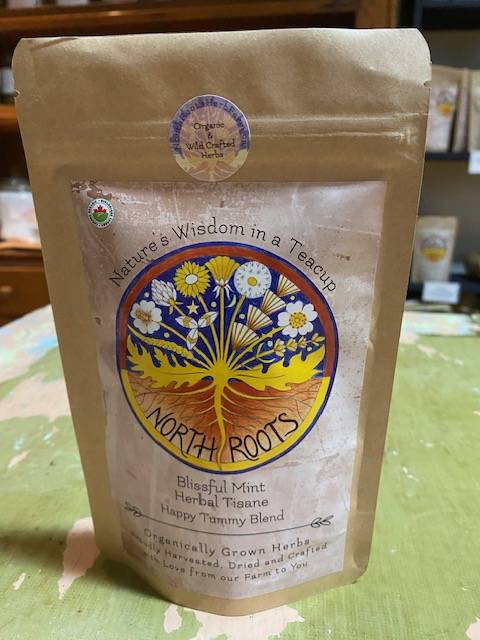 Organic
&
Wild Crafted
Herbs
Nature's Wisdom in a Teacup
NORTH ROOTS
Blissful Mint
Herbal Tisane
Happy Tummy Blend
Organically Grown Herbs
Harvested, Dried and Crafted
with Love from our Farm to You